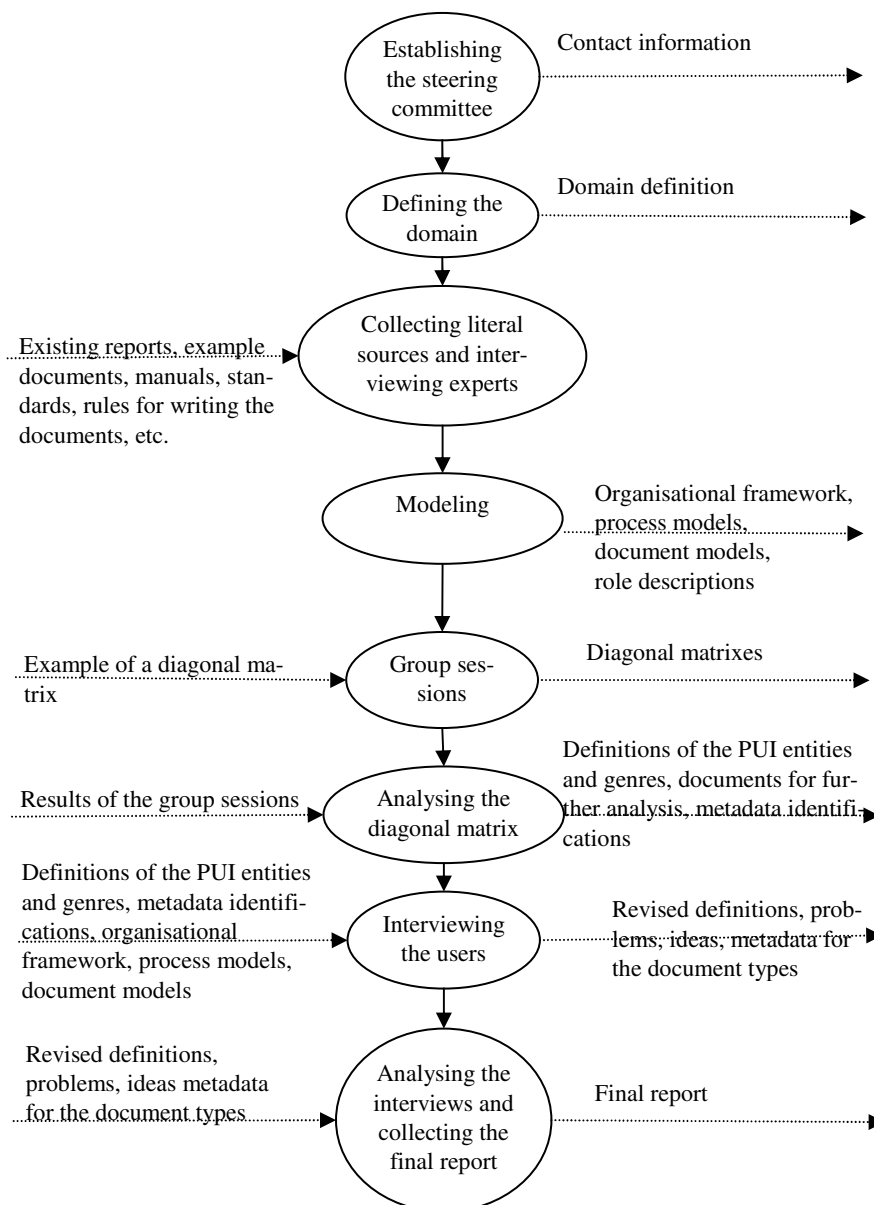 Establishing
the steering
committee
Contact information
Defining the
domain
Domain definition
Collecting literal
sources and inter-
viewing experts
Existing reports, example
documents, manuals, stan-
dards, rules for writing the
documents, etc.
Modeling
Organisational framework,
process models,
document models,
role descriptions
Example of a diagonal ma-
trix
Group ses-
sions
Diagonal matrixes
Results of the group sessions
Analysing the
diagonal matrix
Definitions of the PUI entities
and genres, documents for fur-
ther analysis, metadata identifi-
cations
Definitions of the PUI entities
and genres, metadata identifi-
cations, organisational
framework, process models,
document models
Interviewing
the users
Revised definitions, prob-
lems, ideas, metadata for
the document types
Revised definitions,
problems, ideas metadata
for the document types
Analysing the
interviews and
collecting the
final report
Final report